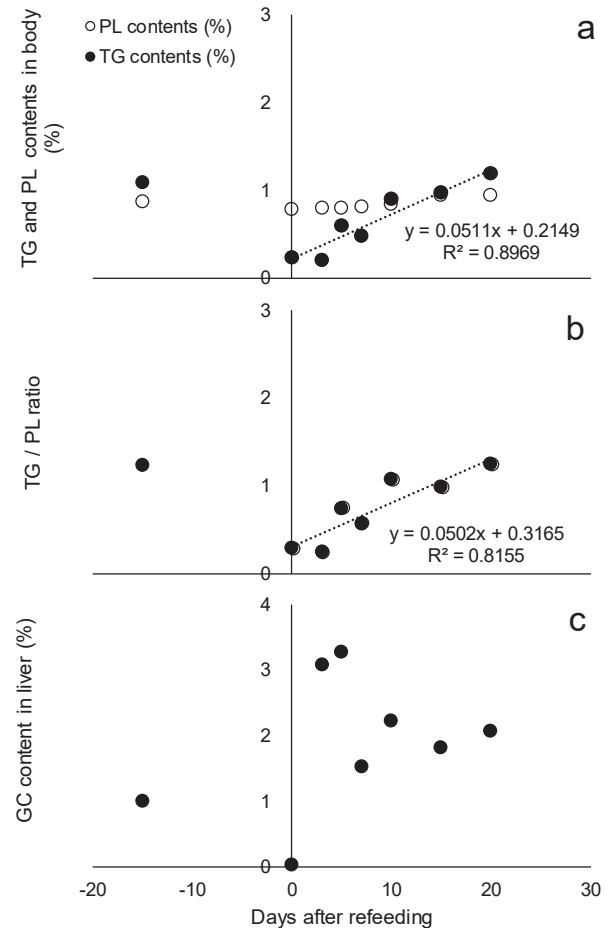 3
a
○ PL contents (%)
● TG contents (%)
2
TG and PL contents in body
(%)
1
y = 0.0511x + 0.2149
R² = 0.8969
0
3
b
2
TG / PL ratio
1
y = 0.0502x + 0.3165
R² = 0.8155
0
4
c
3
GC content in liver (%)
2
1
0
-20 -10 0 10 20 30
Days after refeeding